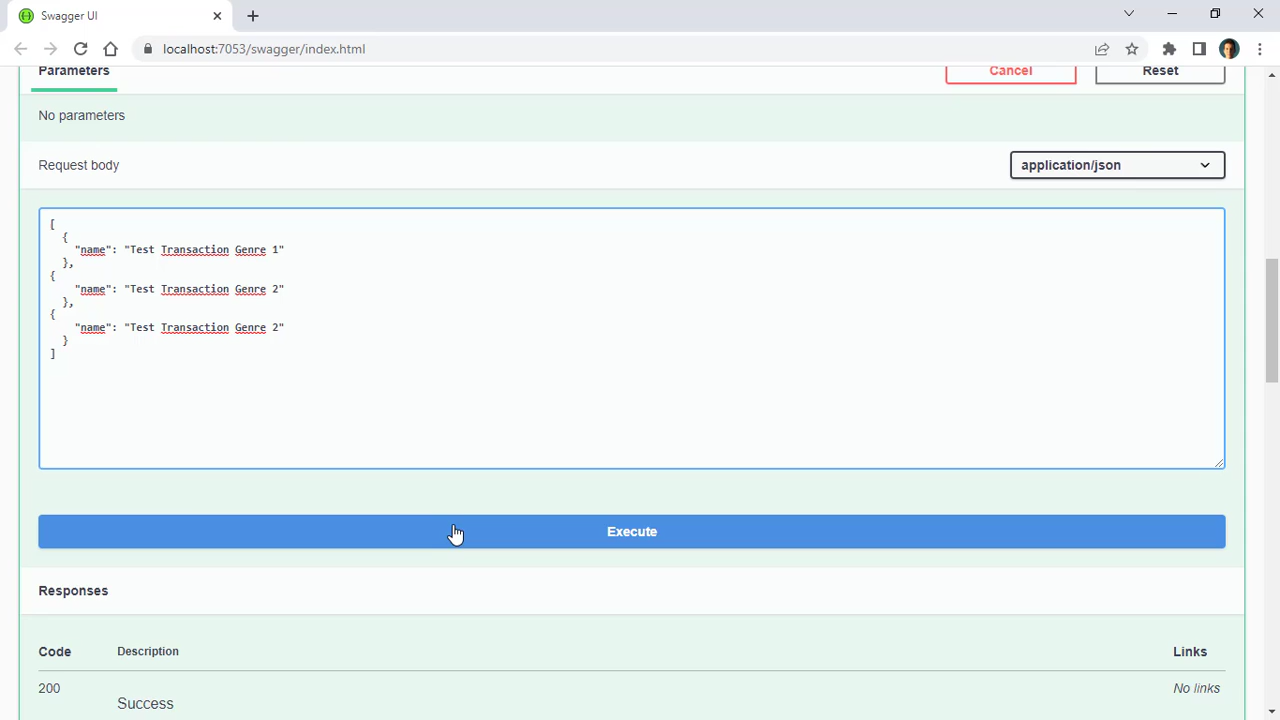 Swagger UI
localhost:7053/swagger/index.html
Parameters
Cancel
Reset
No parameters
Request body
application/json
[
{
"name": "Test Transaction Genre 1"
},
{
"name": "Test Transaction Genre 2"
},
{
"name": "Test Transaction Genre 2"
}
]
Execute
Responses
Code Description Links
200 Success No links